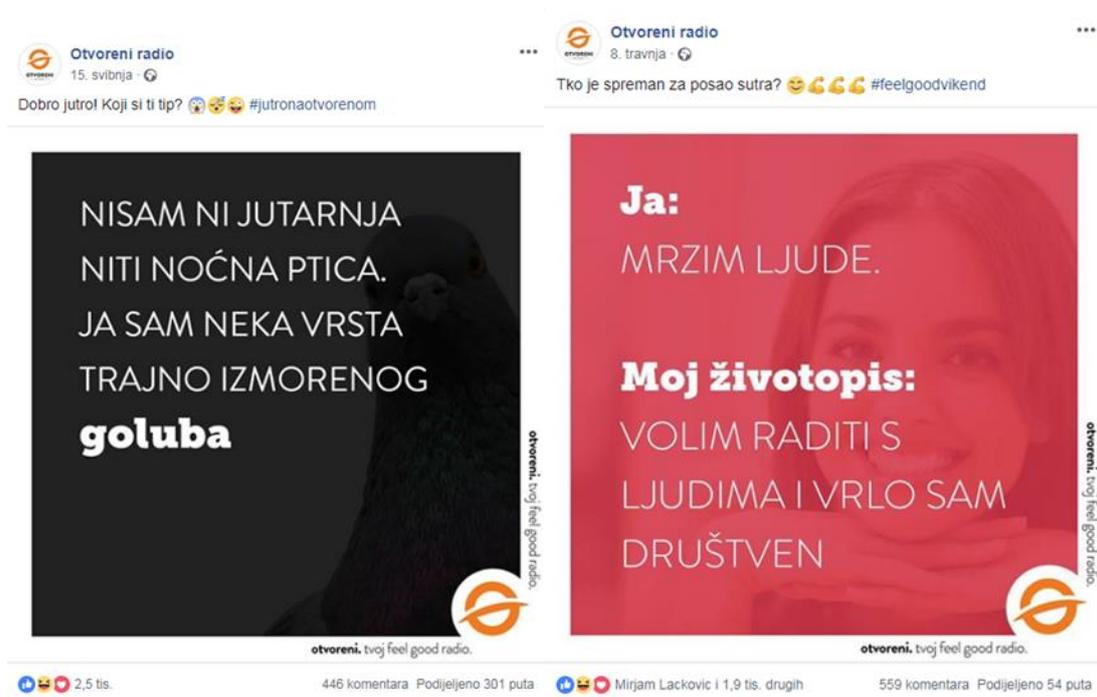 Otvoreni radio
15. svibnja
Dobro jutro! Koji si ti tip? 😱😴😜 #jutronaotvorenom
NISAM NI JUTARNJA
NITI NOĆNA PTICA.
JA SAM NEKA VRSTA
TRAJNO IZMORENOG
goluba
otvoreni. tvoj feel good radio.
otvoreni. tvoj feel good radio.
2,5 tis.
446 komentara Podijeljeno 301 puta
Otvoreni radio
8. travnja
Tko je spreman za posao sutra? 😊💪💪💪 #feelgoodvikend
Ja:
MRZIM LJUDE.
Moj životopis:
VOLIM RADITI S
LJUDIMA I VRLO SAM
DRUŠTVEN
otvoreni. tvoj feel good radio.
otvoreni. tvoj feel good radio.
Mirjam Lackovic i 1,9 tis. drugih
559 komentara Podijeljeno 54 puta